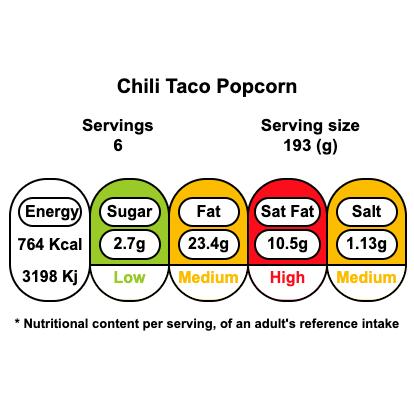 Chili Taco Popcorn
Servings
6
Serving size
193 (g)
Energy
764 Kcal
3198 Kj
Sugar
2.7g
Low
Fat
23.4g
Medium
Sat Fat
10.5g
High
Salt
1.13g
Medium
* Nutritional content per serving, of an adult's reference intake